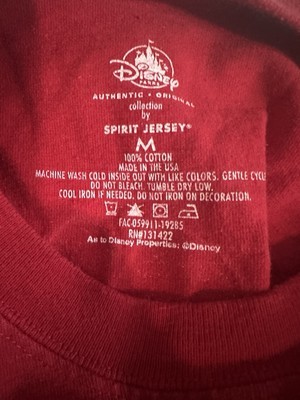 Disney
PARKS
AUTHENTIC • ORIGINAL
collection
by
SPIRIT JERSEY®
M
100% COTTON
MADE IN THE USA
MACHINE WASH COLD INSIDE OUT WITH LIKE COLORS. GENTLE CYCLE
DO NOT BLEACH. TUMBLE DRY LOW.
COOL IRON IF NEEDED. DO NOT IRON ON DECORATION.
FAC-059911-19285
RN#131422
As to Disney Properties: ©Disney